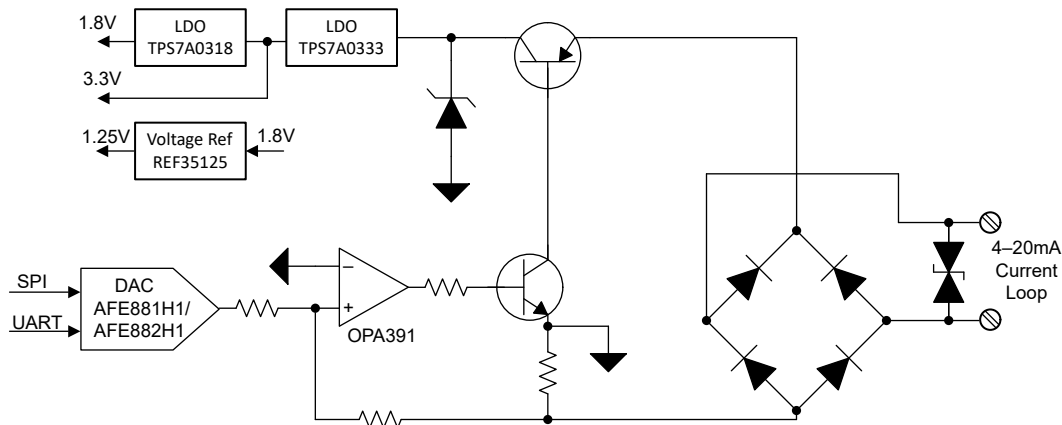 1.8V
LDO
TPS7A0318
LDO
TPS7A0333
3.3V
1.25V
Voltage Ref
REF35125
1.8V
SPI
UART
DAC
AFE881H1/
AFE882H1
−
+
OPA391
4–20mA
Current
Loop